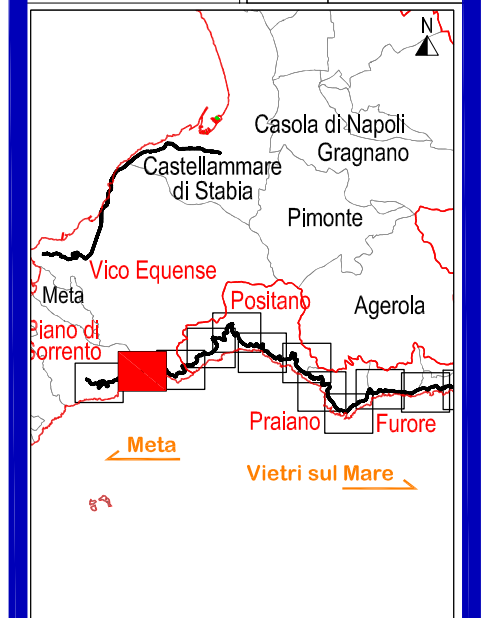 N
Casola di Napoli
Gragnano
Castellammare
di Stabia
Pimonte
Vico Equense
Meta
Positano
Agerola
Piano di
Sorrento
Praiano
Furore
Meta
Vietri sul Mare